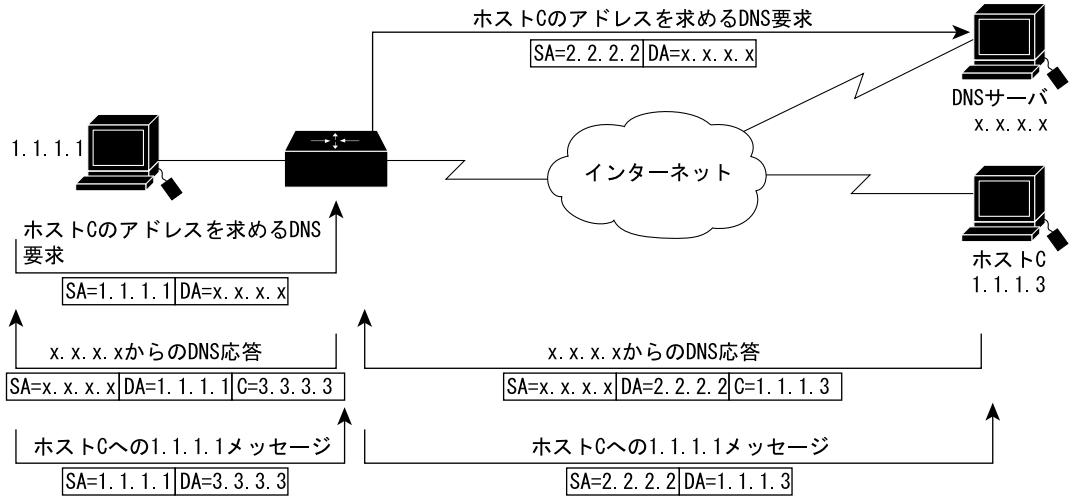 ホストCのアドレスを求めるDNS要求
SA=2.2.2.2 DA=x.x.x.x
DNSサーバ
x.x.x.x
1.1.1.1
インターネット
ホストCのアドレスを求めるDNS
要求
SA=1.1.1.1 DA=x.x.x.x
ホストC
1.1.1.3
x.x.x.xからのDNS応答
SA=x.x.x.x DA=1.1.1.1 C=3.3.3.3
x.x.x.xからのDNS応答
SA=x.x.x.x DA=2.2.2.2 C=1.1.1.3
ホストCへの1.1.1.1メッセージ
SA=1.1.1.1 DA=3.3.3.3
ホストCへの1.1.1.1メッセージ
SA=2.2.2.2 DA=1.1.1.3